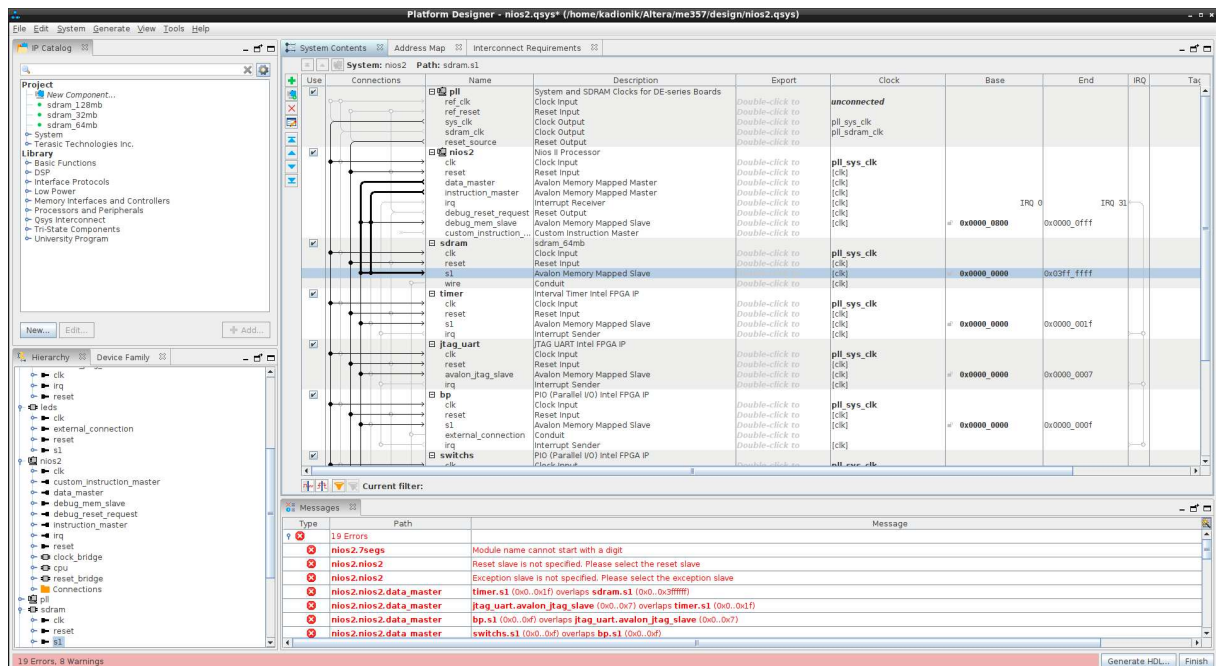 Platform Designer - nios2.qsys* (/home/kadionik/Altera/me357/design/nios2.qsys)
File Edit System Generate View Tools Help
IP Catalog
Project
New Component...
sdram_128mb
sdram_32mb
sdram_64mb
System
Terasic Technologies Inc.
Library
Basic Functions
DSP
Interface Protocols
Low Power
Memory Interfaces and Controllers
Processors and Peripherals
Qsys Interconnect
Tri-State Components
University Program
New... Edit... Add...
Hierarchy Device Family
clk
irq
reset
leds
clk
external_connection
reset
s1
nios2
clk
custom_instruction_master
data_master
debug_mem_slave
debug_reset_request
instruction_master
irq
reset
clock_bridge
cpu
reset_bridge
Connections
pll
sdram
clk
reset
s1
System Contents Address Map Interconnect Requirements
System: nios2 Path: sdram.s1
Use Connections Name Description Export Clock Base End IRQ Tag
pll System and SDRAM Clocks for DE-series Boards
ref_clk Clock Input Double-click to unconnected
ref_reset Reset Input Double-click to
sys_clk Clock Output Double-click to pll_sys_clk
sdram_clk Clock Output Double-click to pll_sdram_clk
reset_source Reset Output Double-click to
nios2 Nios II Processor
clk Clock Input Double-click to pll_sys_clk
reset Reset Input Double-click to [clk]
data_master Avalon Memory Mapped Master Double-click to [clk]
instruction_master Avalon Memory Mapped Master Double-click to [clk]
irq Interrupt Receiver Double-click to [clk] IRQ 0 IRQ 31
debug_reset_request Reset Output Double-click to [clk]
debug_mem_slave Avalon Memory Mapped Slave Double-click to [clk] 0x0000_0800 0x0000_0fff
custom_instruction_... Custom Instruction Master Double-click to
sdram sdram_64mb
clk Clock Input Double-click to pll_sys_clk
reset Reset Input Double-click to [clk]
s1 Avalon Memory Mapped Slave Double-click to [clk] 0x0000_0000 0x03ff_ffff
wire Conduit Double-click to [clk]
timer Interval Timer Intel FPGA IP
clk Clock Input Double-click to pll_sys_clk
reset Reset Input Double-click to [clk]
s1 Avalon Memory Mapped Slave Double-click to [clk] 0x0000_0000 0x0000_001f
irq Interrupt Sender Double-click to [clk]
jtag_uart JTAG UART Intel FPGA IP
clk Clock Input Double-click to pll_sys_clk
reset Reset Input Double-click to [clk]
avalon_jtag_slave Avalon Memory Mapped Slave Double-click to [clk] 0x0000_0000 0x0000_0007
irq Interrupt Sender Double-click to [clk]
bp PIO (Parallel I/O) Intel FPGA IP
clk Clock Input Double-click to pll_sys_clk
reset Reset Input Double-click to [clk]
s1 Avalon Memory Mapped Slave Double-click to [clk] 0x0000_0000 0x0000_000f
external_connection Conduit Double-click to
irq Interrupt Sender Double-click to [clk]
switchs PIO (Parallel I/O) Intel FPGA IP
clk Clock Input Double-click to pll_sys_clk
Current filter:
Messages
Type Path Message
19 Errors
nios2.7segs Module name cannot start with a digit
nios2.nios2 Reset slave is not specified. Please select the reset slave
nios2.nios2 Exception slave is not specified. Please select the exception slave
nios2.nios2.data_master timer.s1 (0x0..0x1f) overlaps sdram.s1 (0x0..0x3ffffff)
nios2.nios2.data_master jtag_uart.avalon_jtag_slave (0x0..0x7) overlaps timer.s1 (0x0..0x1f)
nios2.nios2.data_master bp.s1 (0x0..0xf) overlaps jtag_uart.avalon_jtag_slave (0x0..0x7)
nios2.nios2.data_master switchs.s1 (0x0..0xf) overlaps bp.s1 (0x0..0xf)
19 Errors, 8 Warnings Generate HDL... Finish